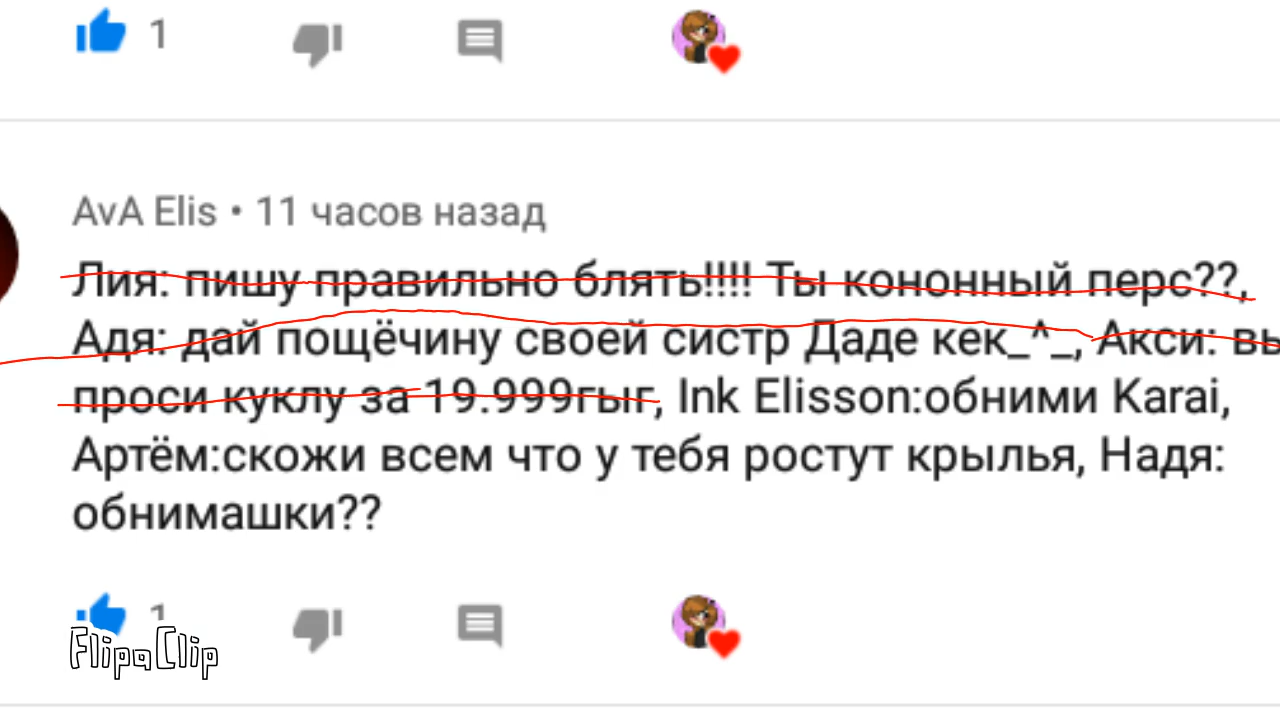 1
AvA Elis • 11 часов назад
Лия: пишу правильно блять!!!! Ты кононный перс??,
Адя: дай пощёчину своей систр Даде кек_^_, Акси: вы
проси куклу за 19.999гыг, Ink Elisson:обними Karai,
Артём:скожи всем что у тебя ростут крылья, Надя:
обнимашки??
1
FlipaClip